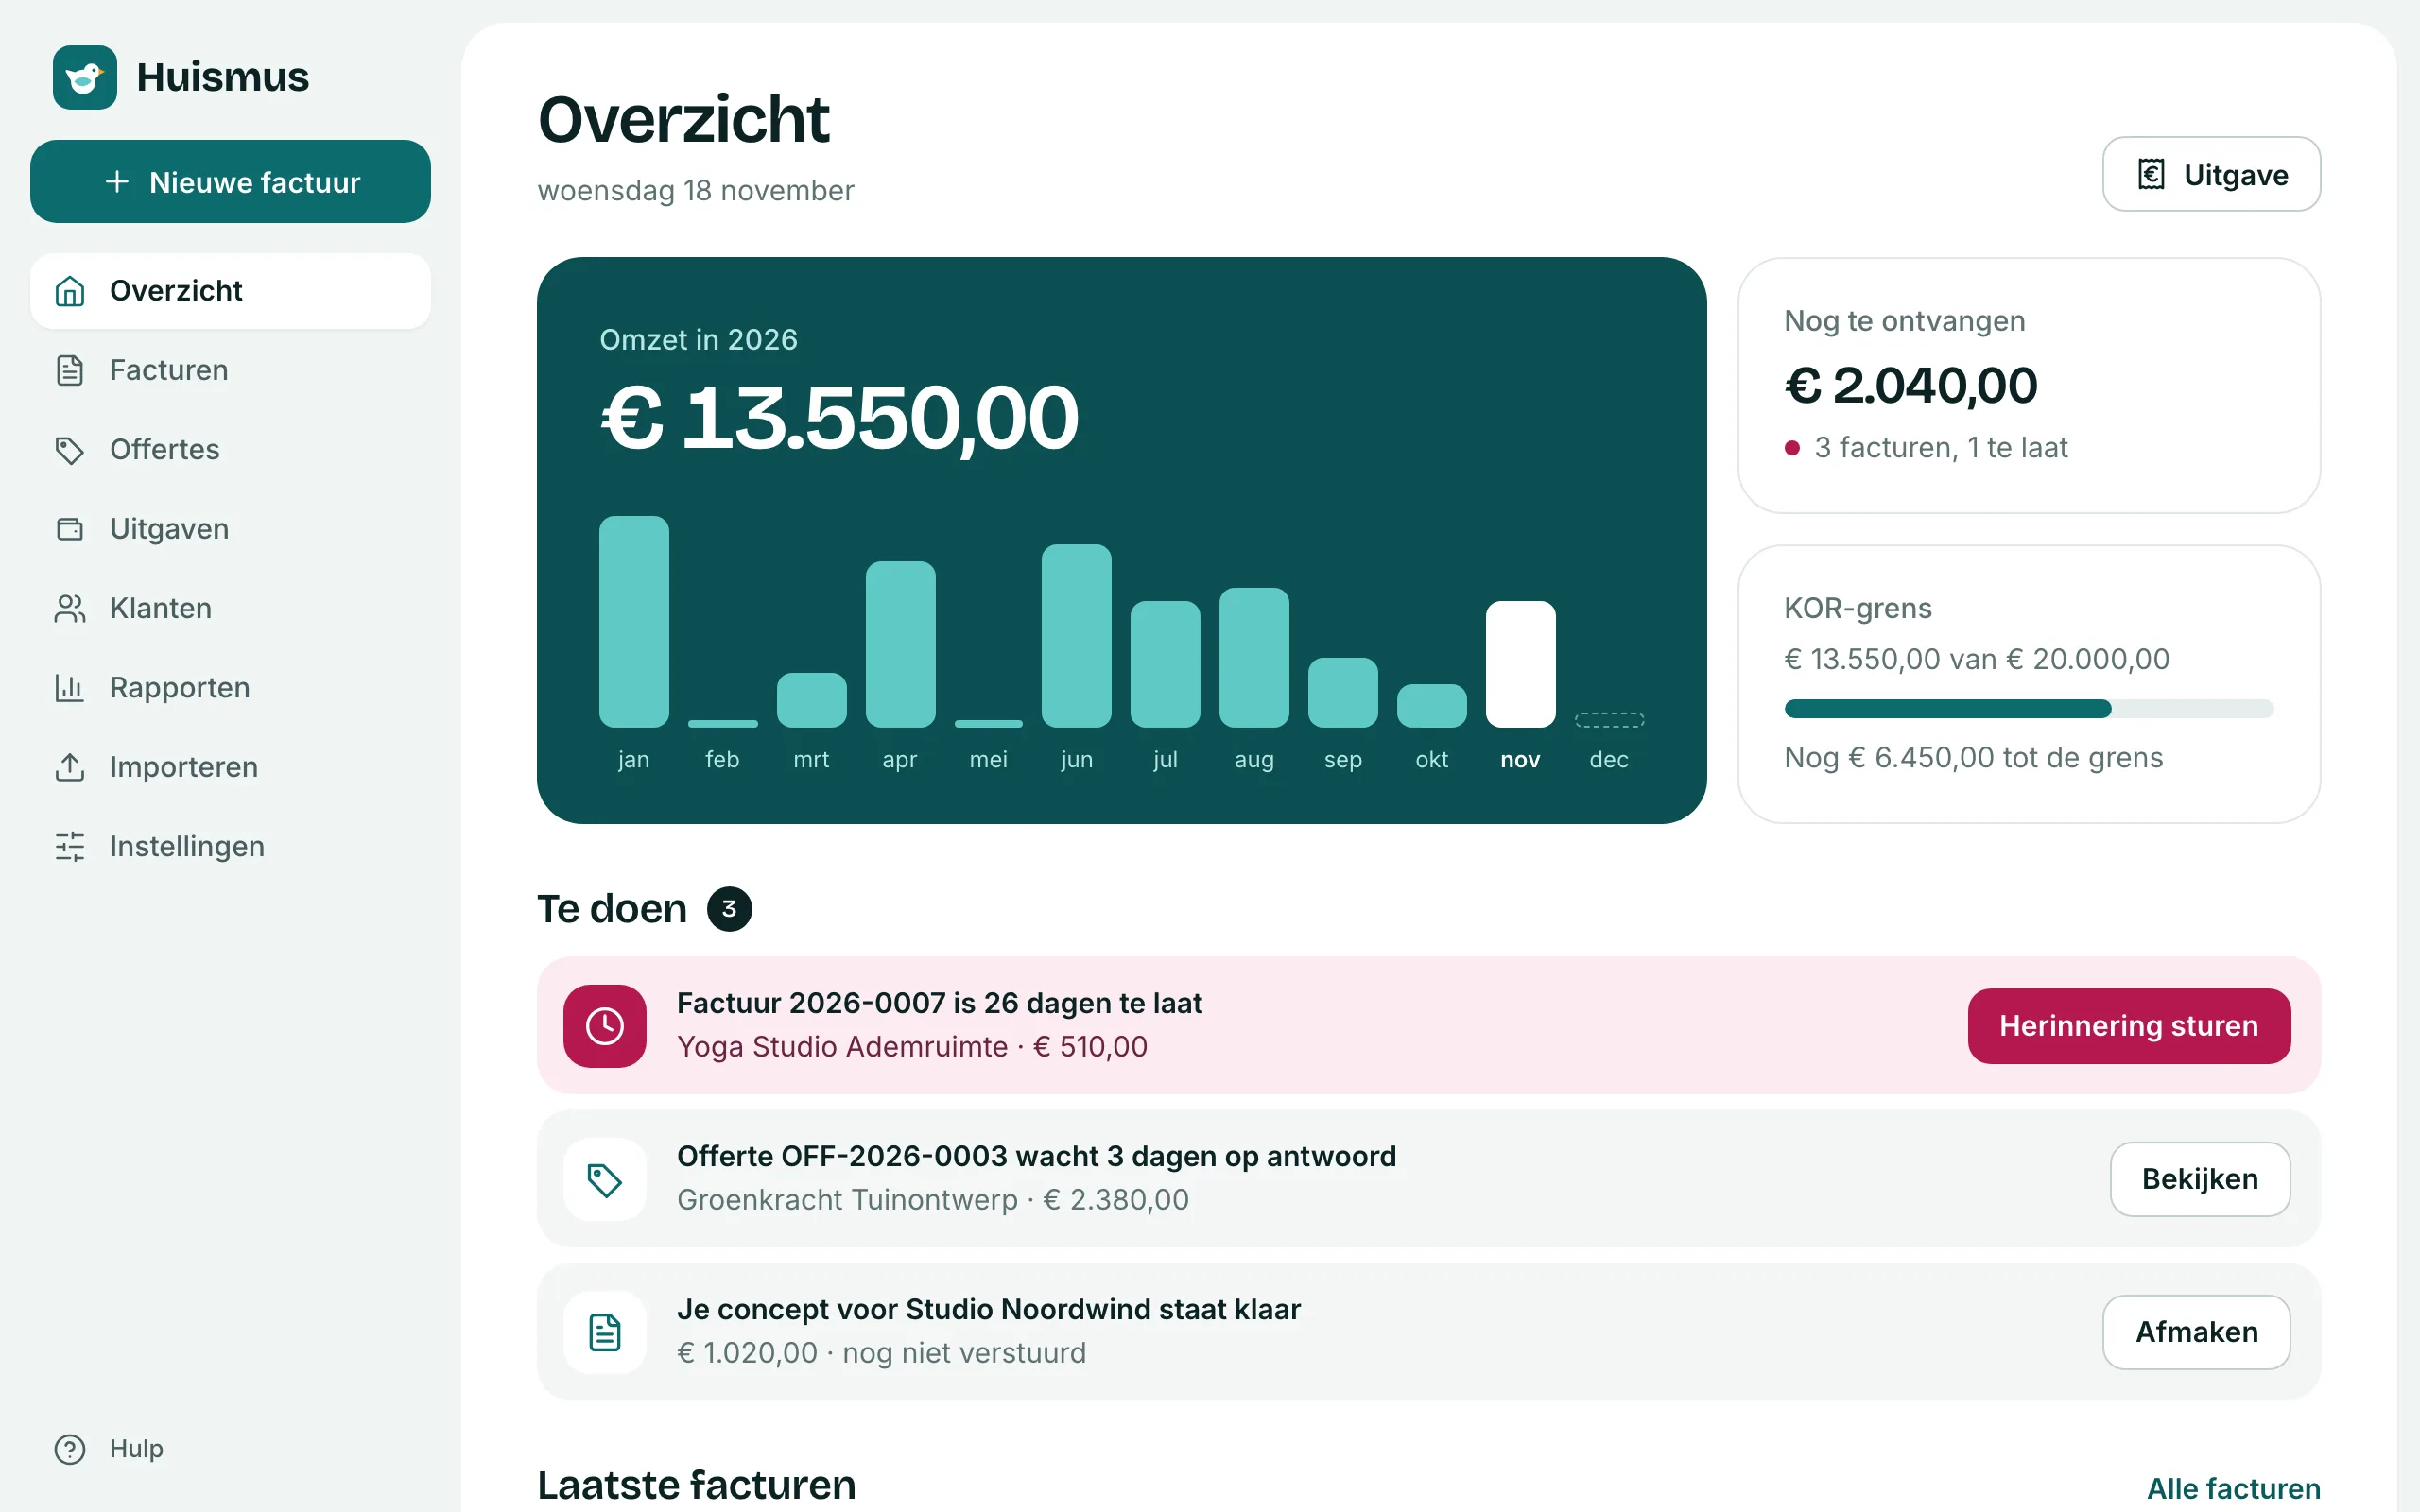 Huismus
Nieuwe factuur
Overzicht
Facturen
Offertes
Uitgaven
Klanten
Rapporten
Importeren
Instellingen
Hulp
Overzicht
woensdag 18 november
Uitgave
Omzet in 2026
€ 13.550,00
jan feb mrt apr mei jun jul aug sep okt nov dec
Nog te ontvangen
€ 2.040,00
3 facturen, 1 te laat
KOR-grens
€ 13.550,00 van € 20.000,00
Nog € 6.450,00 tot de grens
Te doen 3
Factuur 2026-0007 is 26 dagen te laat
Yoga Studio Ademruimte · € 510,00
Herinnering sturen
Offerte OFF-2026-0003 wacht 3 dagen op antwoord
Groenkracht Tuinontwerp · € 2.380,00
Bekijken
Je concept voor Studio Noordwind staat klaar
€ 1.020,00 · nog niet verstuurd
Afmaken
Laatste facturen
Alle facturen